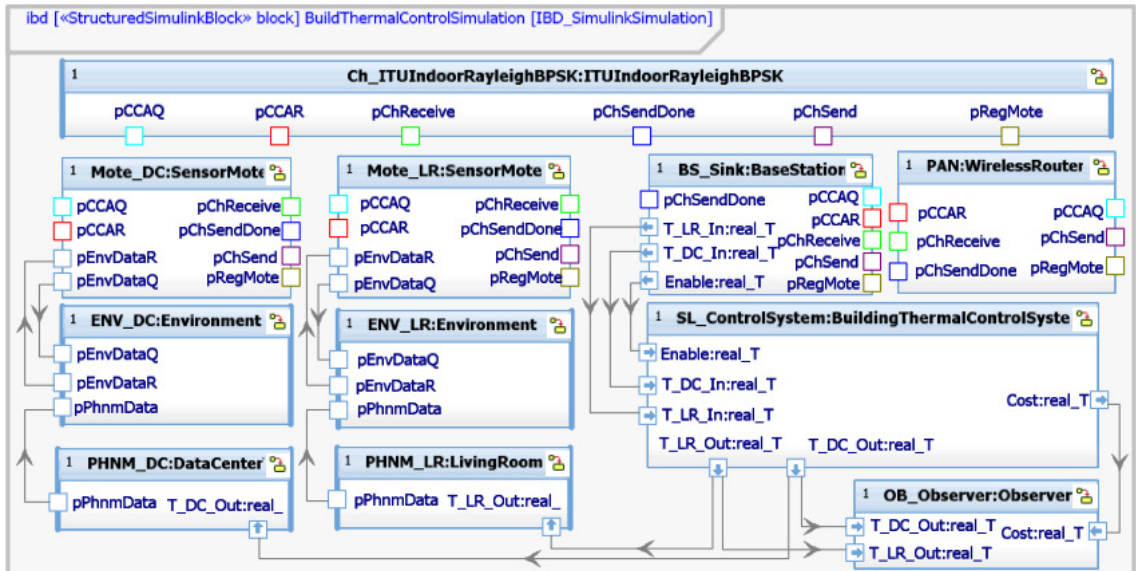 ibd [«StructuredSimulinkBlock» block] BuildThermalControlSimulation [IBD_SimulinkSimulation]
1 Ch_ITUIndoorRayleighBPSK:ITUIndoorRayleighBPSK
pCCAQ pCCAR pChReceive pChSendDone pChSend pRegMote
1 Mote_DC:SensorMote
pCCAQ pChReceive
pCCAR pChSendDone
pEnvDataR pChSend
pEnvDataQ pRegMote
1 Mote_LR:SensorMote
pCCAQ pChReceive
pCCAR pChSendDone
pEnvDataR pChSend
pEnvDataQ pRegMote
1 BS_Sink:BaseStation
pChSendDone pCCAQ
T_LR_In:real_T pCCAR
T_DC_In:real_T pChReceive
Enable:real_T pChSend
pRegMote
1 PAN:WirelessRouter
pCCAR pCCAQ
pChReceive pChSend
pChSendDone pRegMote
1 ENV_DC:Environment
pEnvDataQ
pEnvDataR
pPhnmData
1 ENV_LR:Environment
pEnvDataQ
pEnvDataR
pPhnmData
1 SL_ControlSystem:BuildingThermalControlSyste
Enable:real_T
T_DC_In:real_T
T_LR_In:real_T Cost:real_T
T_LR_Out:real_T T_DC_Out:real_T
1 PHNM_DC:DataCenter
pPhnmData T_DC_Out:real_
1 PHNM_LR:LivingRoom
pPhnmData T_LR_Out:real_
1 OB_Observer:Observer
T_DC_Out:real_T Cost:real_T
T_LR_Out:real_T